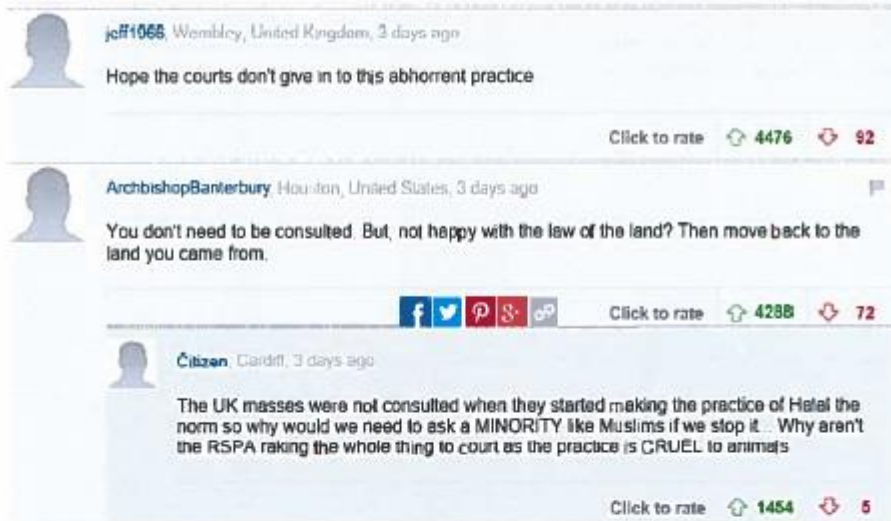 jeff1066, Wembley, United Kingdom, 3 days ago
Hope the courts don't give in to this abhorrent practice
Click to rate 4476 92
ArchbishopBanterbury, Houston, United States, 3 days ago
You don't need to be consulted. But, not happy with the law of the land? Then move back to the
land you came from.
Click to rate 4288 72
Čitizen, Cardiff, 3 days ago
The UK masses were not consulted when they started making the practice of Halal the
norm so why would we need to ask a MINORITY like Muslims if we stop it... Why aren't
the RSPA raking the whole thing to court as the practice is CRUEL to animals
Click to rate 1454 5